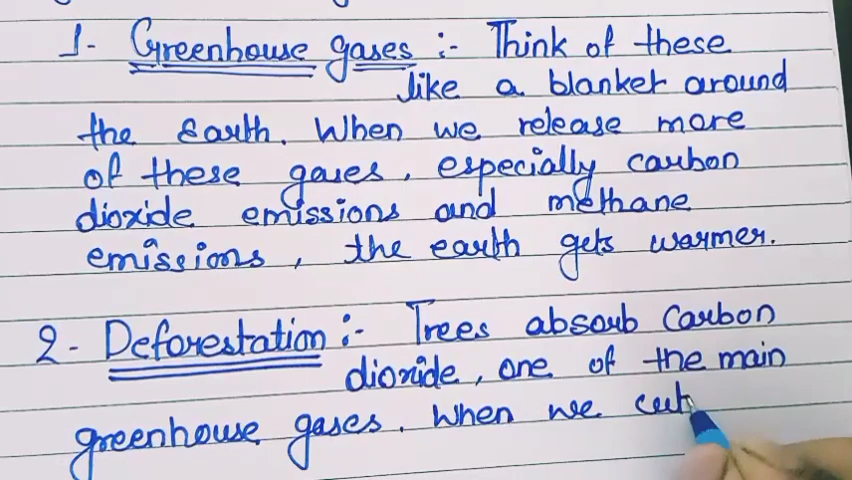 1- Greenhouse gases :- Think of these
like a blanket around
the Earth. When we release more
of these gases, especially carbon
dioxide emissions and methane
emissions, the earth gets warmer.
2- Deforestation :- Trees absorb Carbon
dioxide, one of the main
greenhouse gases. When we cut